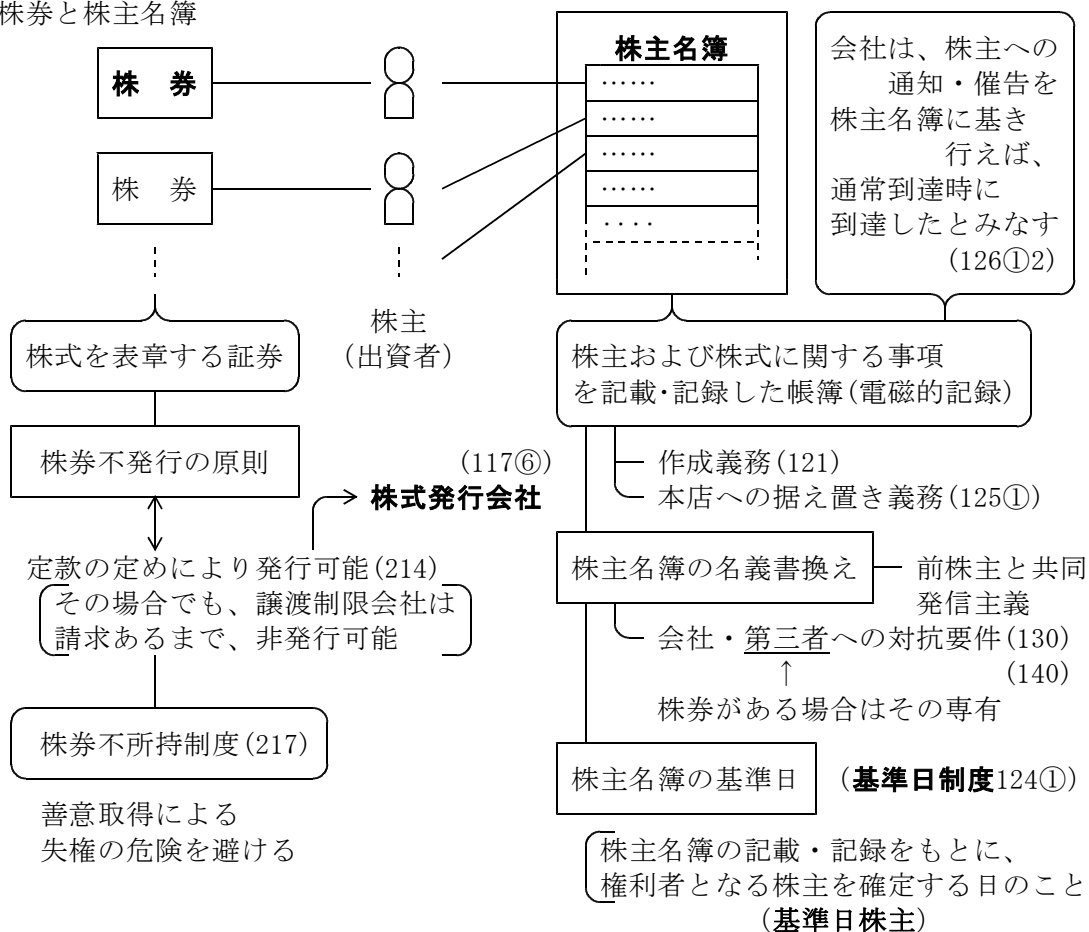 株券と株主名簿
株　券
株　券
株主
（出資者）
株主名簿
……
……
……
……
‥‥
会社は、株主への
通知・催告を
株主名簿に基き
行えば、
通常到達時に
到達したとみなす
（126①2）
株式を表章する証券
株券不発行の原則
（117⑥）
株式発行会社
定款の定めにより発行可能(214)
その場合でも、譲渡制限会社は
請求あるまで、非発行可能
株券不所持制度(217)
善意取得による
失権の危険を避ける
株主および株式に関する事項
を記載･記録した帳簿(電磁的記録)
作成義務(121)
本店への据え置き義務(125①)
株主名簿の名義書換え
前株主と共同
発信主義
会社・第三者への対抗要件(130)
(140)
↑
株券がある場合はその専有
株主名簿の基準日
（基準日制度124①）
株主名簿の記載・記録をもとに、
権利者となる株主を確定する日のこと
（基準日株主）